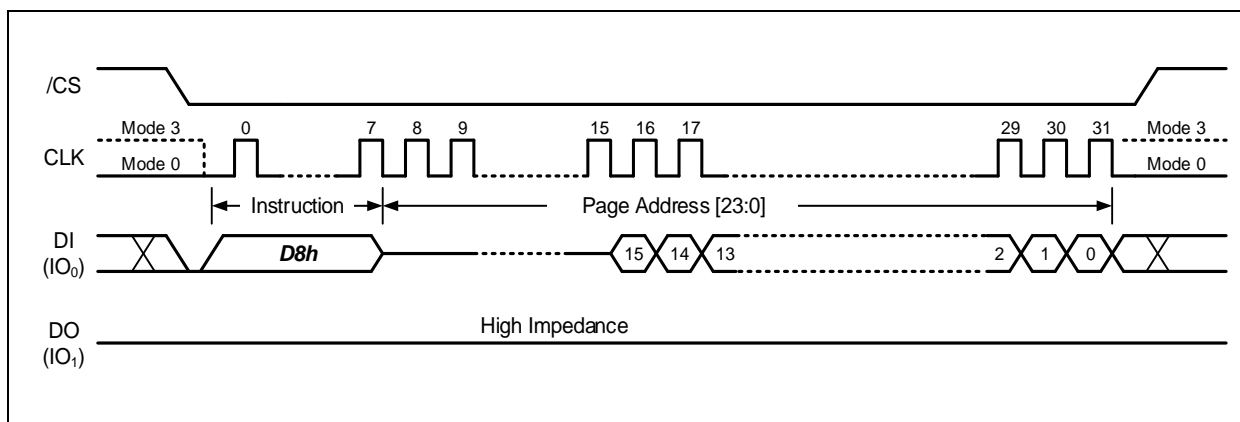 /CS
Mode 3 0 7 8 9 15 16 17 29 30 31 Mode 3
CLK
Mode 0 Mode 0
Instruction Page Address [23:0]
DI
(IO₀)
D8h 15 14 13 2 1 0
High Impedance
DO
(IO₁)